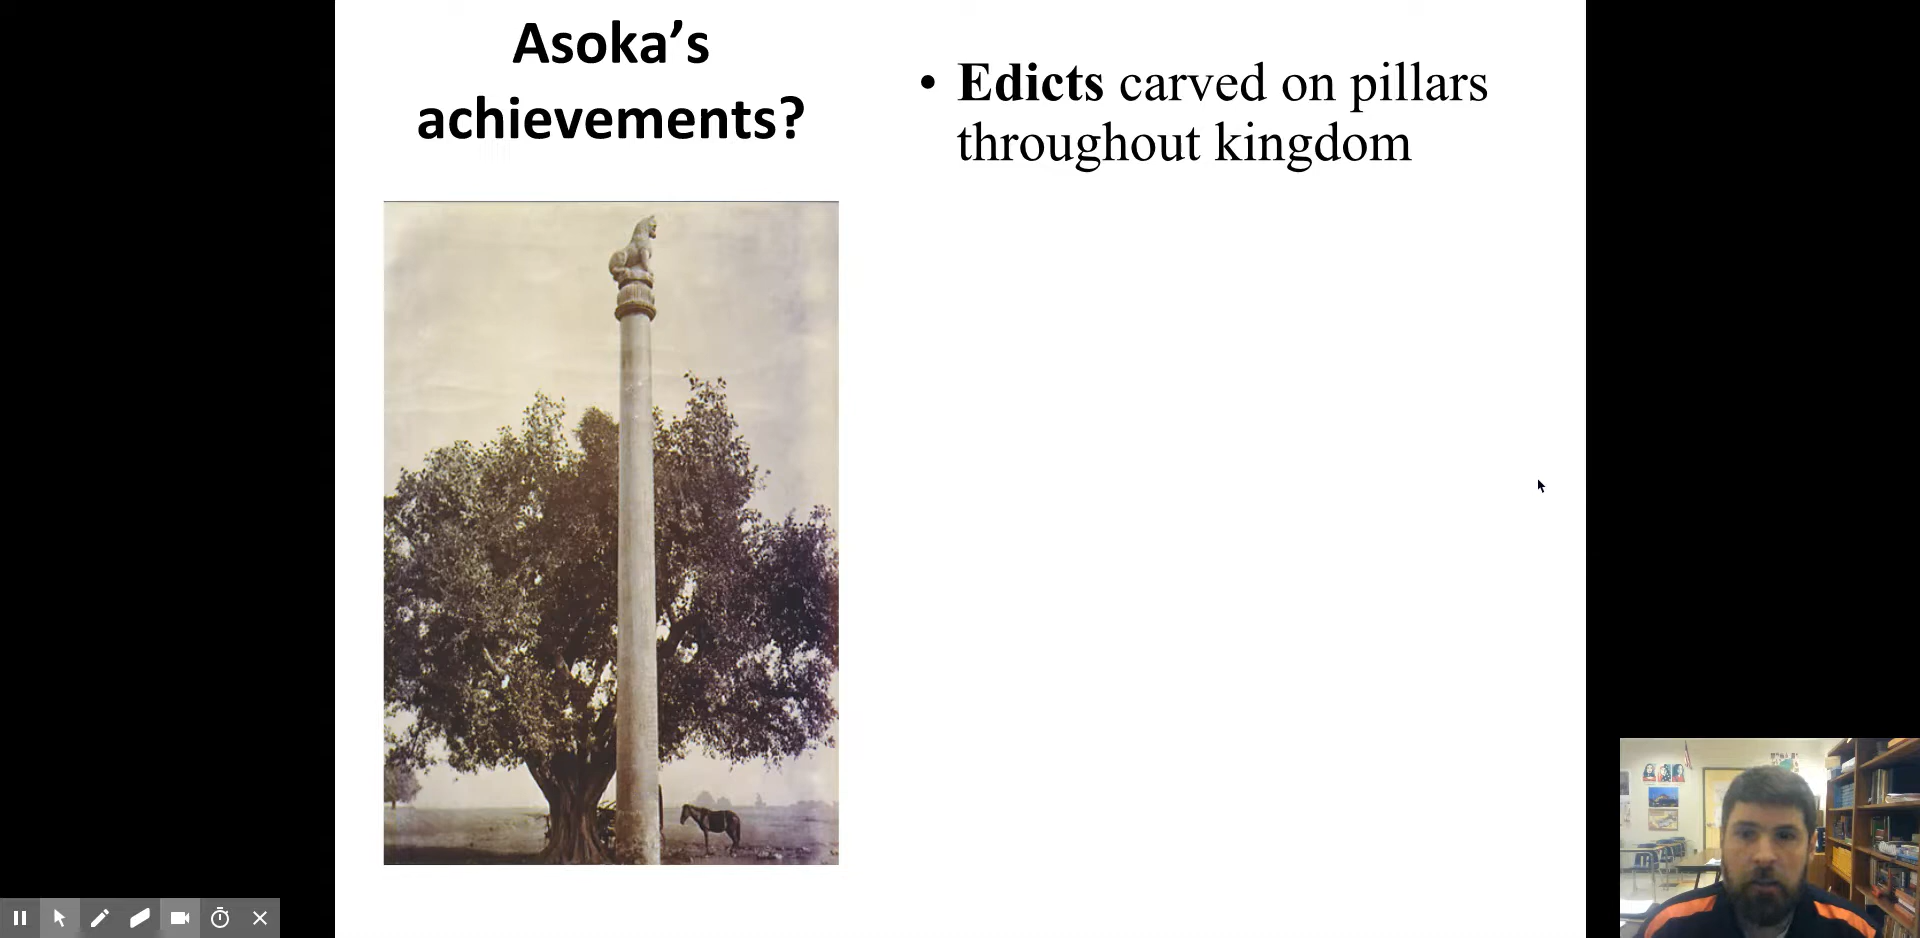 Asoka’s
achievements?
• Edicts carved on pillars
throughout kingdom